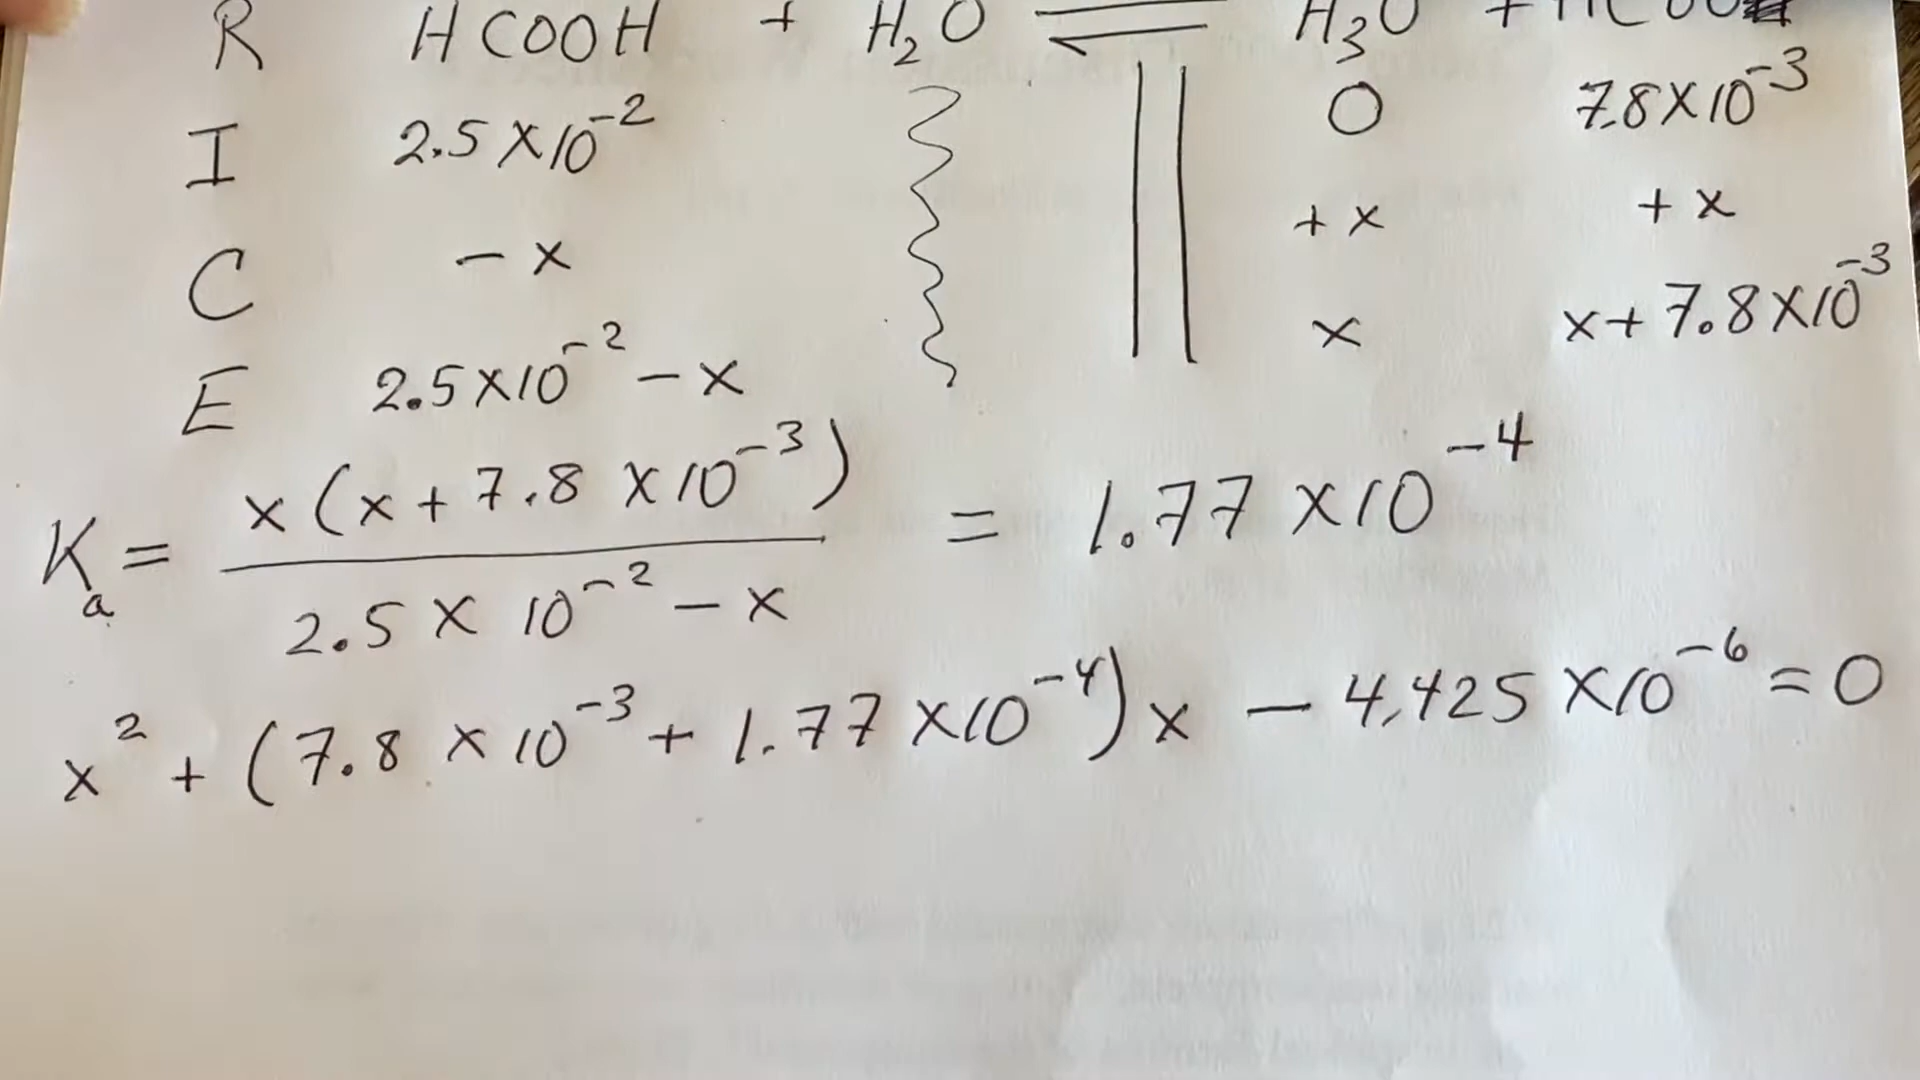 R HCOOH + H₂O ⇌ H₃O + HCOO
I 2.5 × 10⁻² 0 7.8 × 10⁻³
C − x + x + x
E 2.5 × 10⁻² − x x x + 7.8 × 10⁻³
Kₐ = x(x + 7.8 × 10⁻³) / 2.5 × 10⁻² − x = 1.77 × 10⁻⁴
x² + (7.8 × 10⁻³ + 1.77 × 10⁻⁴)x − 4.425 × 10⁻⁶ = 0